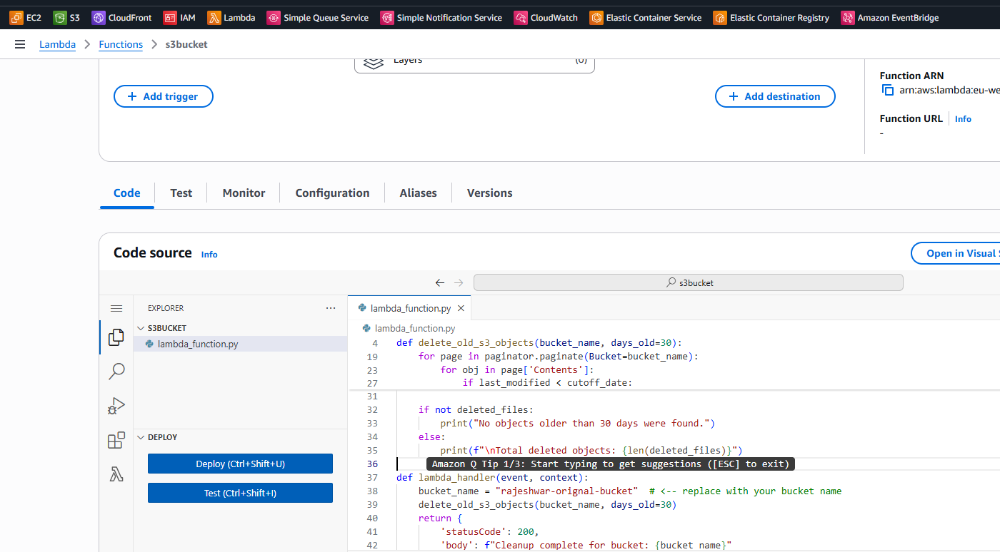 EC2 S3 CloudFront IAM Lambda Simple Queue Service Simple Notification Service CloudWatch Elastic Container Service Elastic Container Registry Amazon EventBridge
Lambda Functions s3bucket
Layers (0)
Function ARN
arn:aws:lambda:eu-we
+ Add trigger
+ Add destination
Function URL Info
-
Code Test Monitor Configuration Aliases Versions
Code source Info
Open in Visual S
s3bucket
EXPLORER ...
lambda_function.py
S3BUCKET
lambda_function.py
lambda_function.py
4 def delete_old_s3_objects(bucket_name, days_old=30):
19 for page in paginator.paginate(Bucket=bucket_name):
23 for obj in page['Contents']:
27 if last_modified < cutoff_date:
31
32 if not deleted_files:
33 print("No objects older than 30 days were found.")
34 else:
35 print(f"\nTotal deleted objects: {len(deleted_files)}")
36 Amazon Q Tip 1/3: Start typing to get suggestions ([ESC] to exit)
37 def lambda_handler(event, context):
38 bucket_name = "rajeshwar-orignal-bucket" # <-- replace with your bucket name
39 delete_old_s3_objects(bucket_name, days_old=30)
40 return {
41 'statusCode': 200,
42 'body': f"Cleanup complete for bucket: {bucket_name}"
DEPLOY
Deploy (Ctrl+Shift+U)
Test (Ctrl+Shift+I)